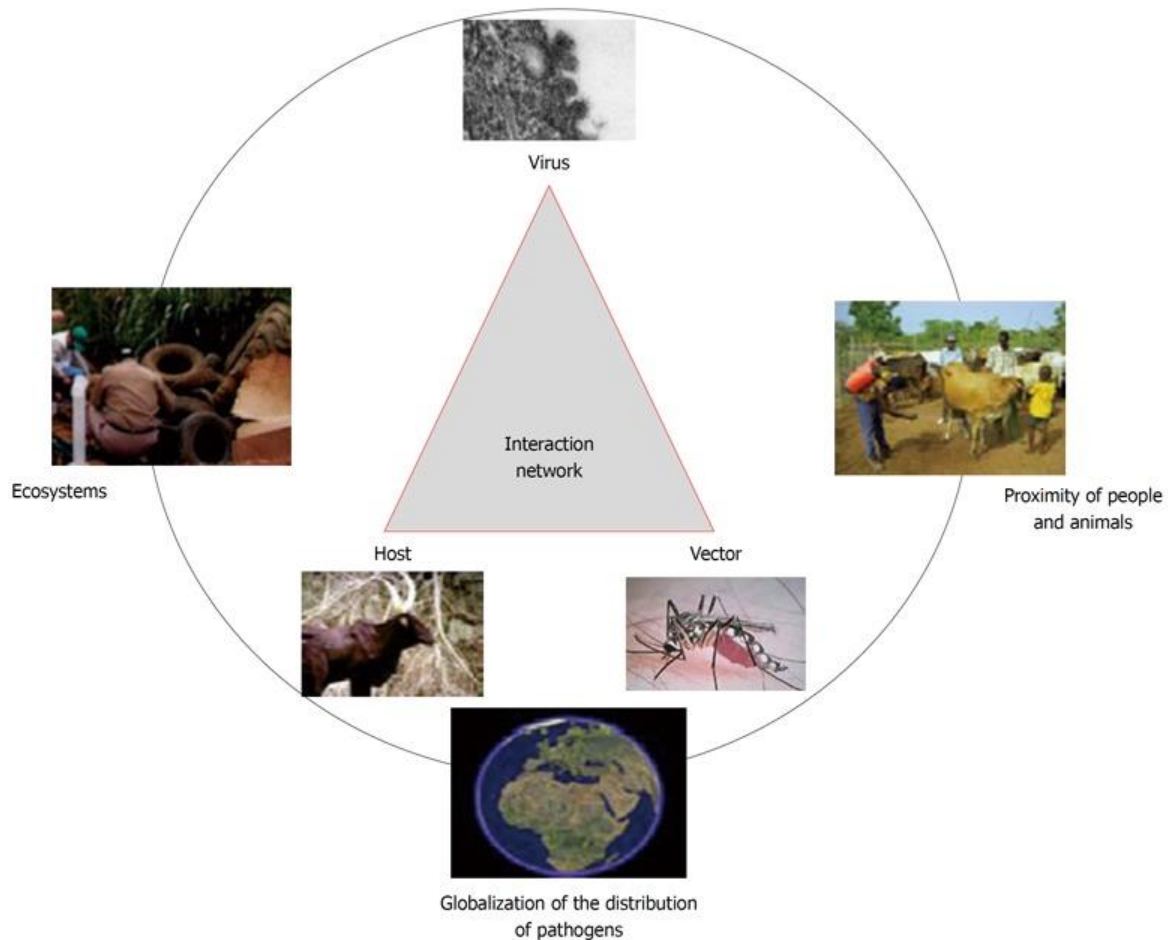 Virus
Interaction
network
Ecosystems
Proximity of people
and animals
Host
Vector
Globalization of the distribution
of pathogens